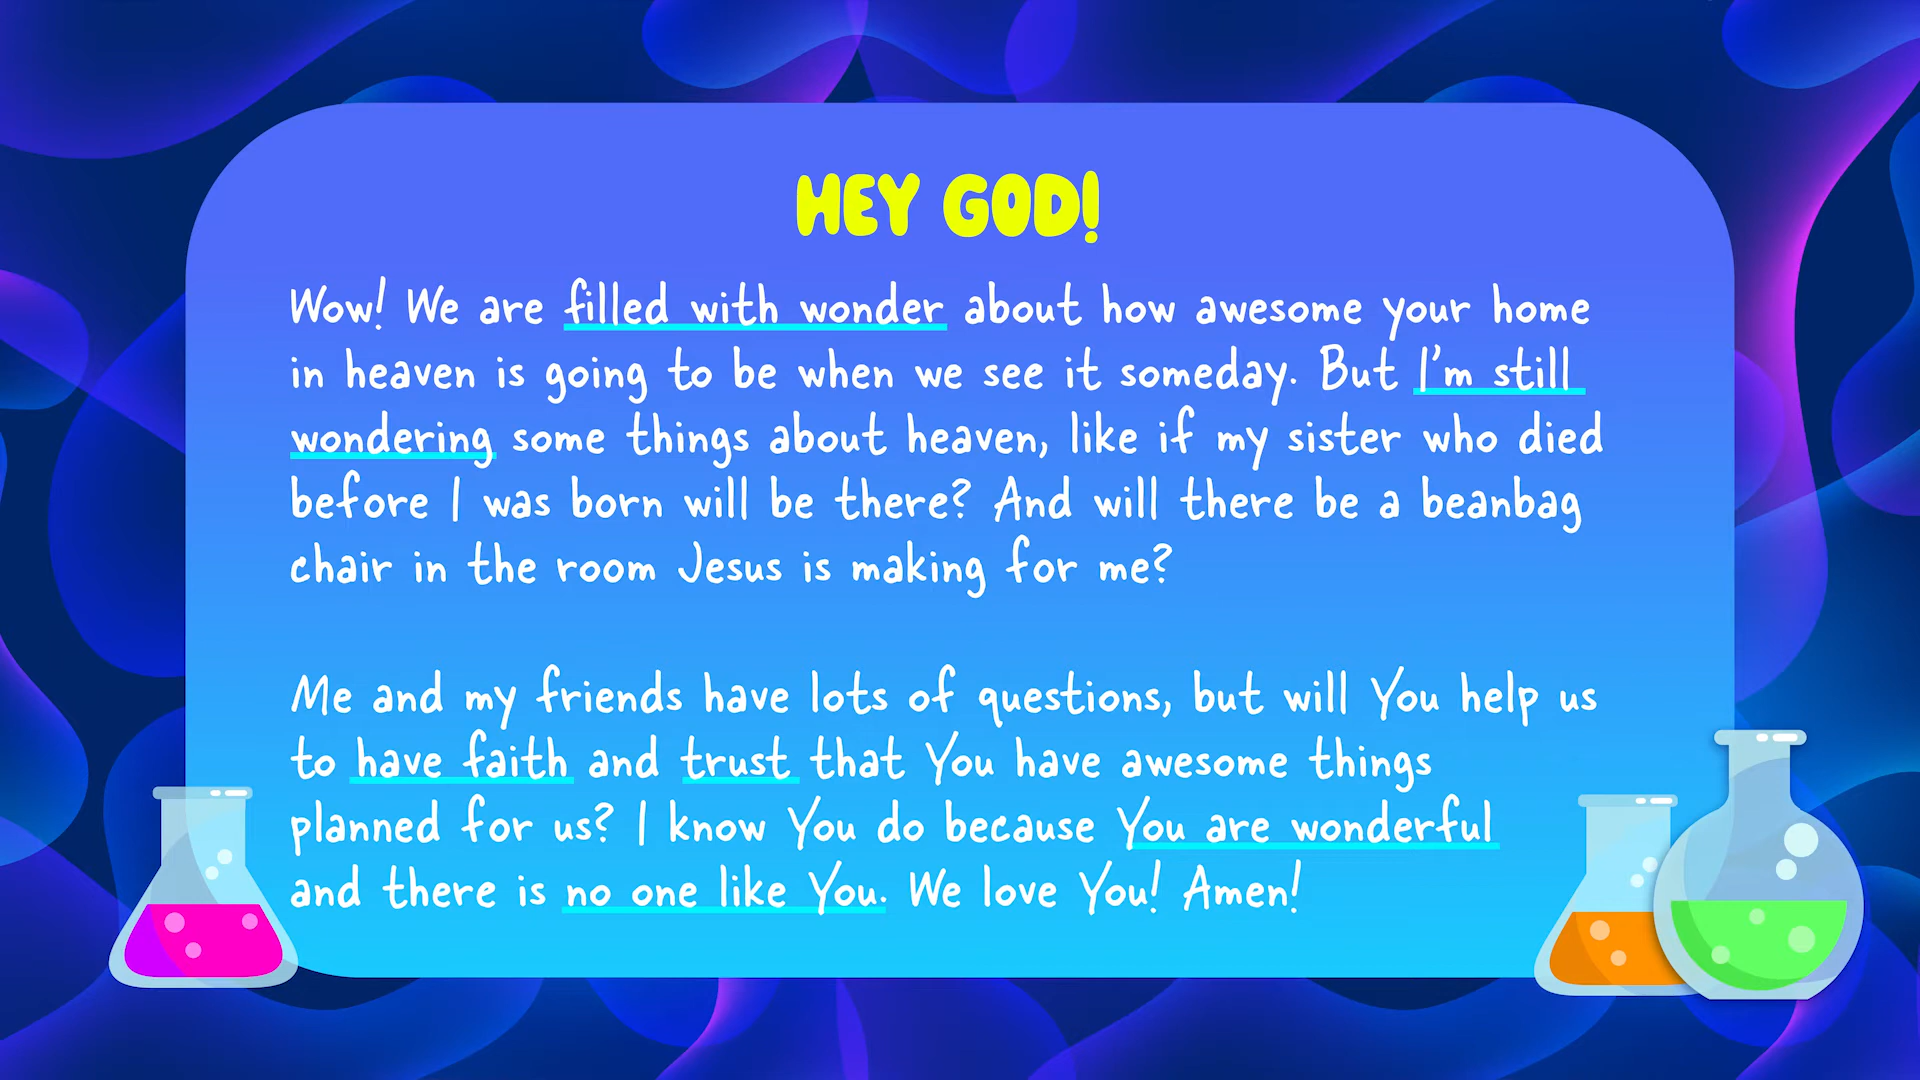 HEY GOD!
Wow! We are filled with wonder about how awesome your home
in heaven is going to be when we see it someday. But I'm still
wondering some things about heaven, like if my sister who died
before I was born will be there? And will there be a beanbag
chair in the room Jesus is making for me?
Me and my friends have lots of questions, but will You help us
to have faith and trust that You have awesome things
planned for us? I know You do because You are wonderful
and there is no one like You. We love You! Amen!